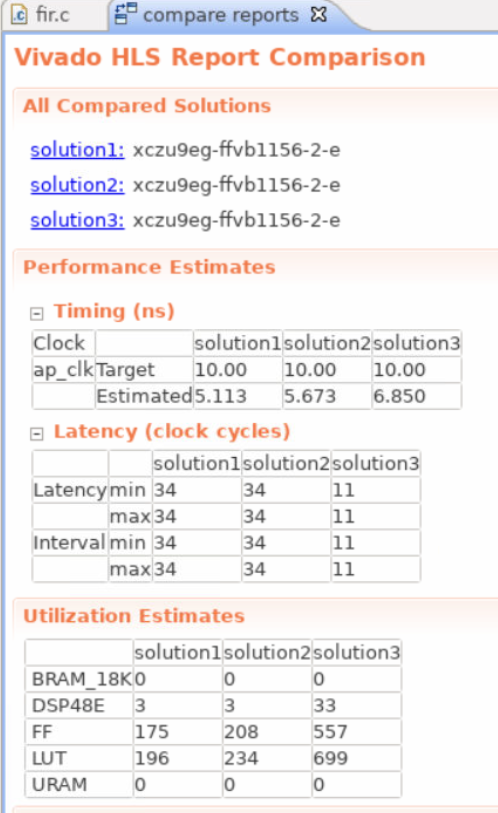 fir.c compare reports
Vivado HLS Report Comparison
All Compared Solutions
solution1: xczu9eg-ffvb1156-2-e
solution2: xczu9eg-ffvb1156-2-e
solution3: xczu9eg-ffvb1156-2-e
Performance Estimates
Timing (ns)
Clock solution1 solution2 solution3
ap_clk Target 10.00 10.00 10.00
Estimated 5.113 5.673 6.850
Latency (clock cycles)
solution1 solution2 solution3
Latency min 34 34 11
max 34 34 11
Interval min 34 34 11
max 34 34 11
Utilization Estimates
solution1 solution2 solution3
BRAM_18K 0 0 0
DSP48E 3 3 33
FF 175 208 557
LUT 196 234 699
URAM 0 0 0